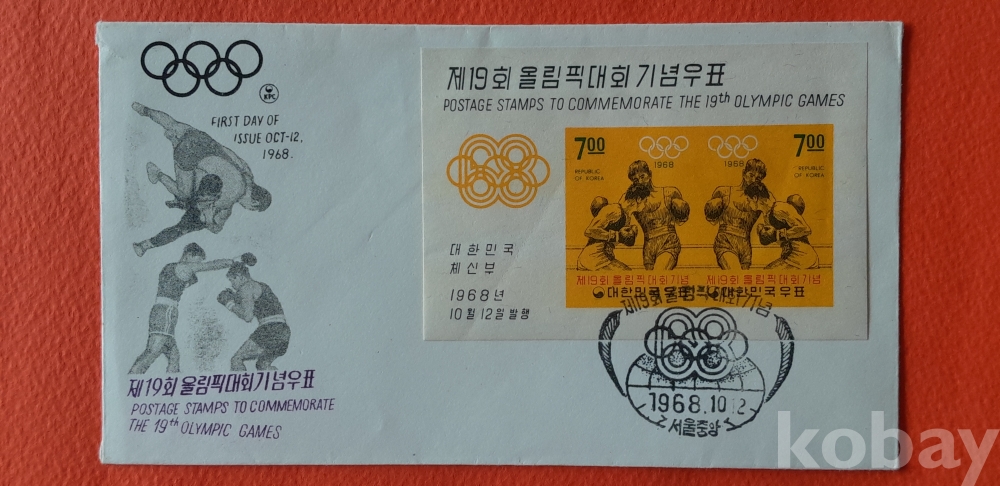 KPC
FIRST DAY OF
ISSUE OCT-12,
1968.
제19회 올림픽대회기념우표
POSTAGE STAMPS TO COMMEMORATE
THE 19th OLYMPIC GAMES
제19회 올림픽대회기념우표
POSTAGE STAMPS TO COMMEMORATE THE 19th OLYMPIC GAMES
대한민국
체신부
1968년
10월 12일 발행
7.00
1968
REPUBLIC
OF KOREA
제19회올림픽대회기념
대한민국우표
1968
7.00
REPUBLIC
OF KOREA
제19회올림픽대회기념
대한민국우표
제19회올림픽대회기념
1968.10.12
서울중앙
kobay